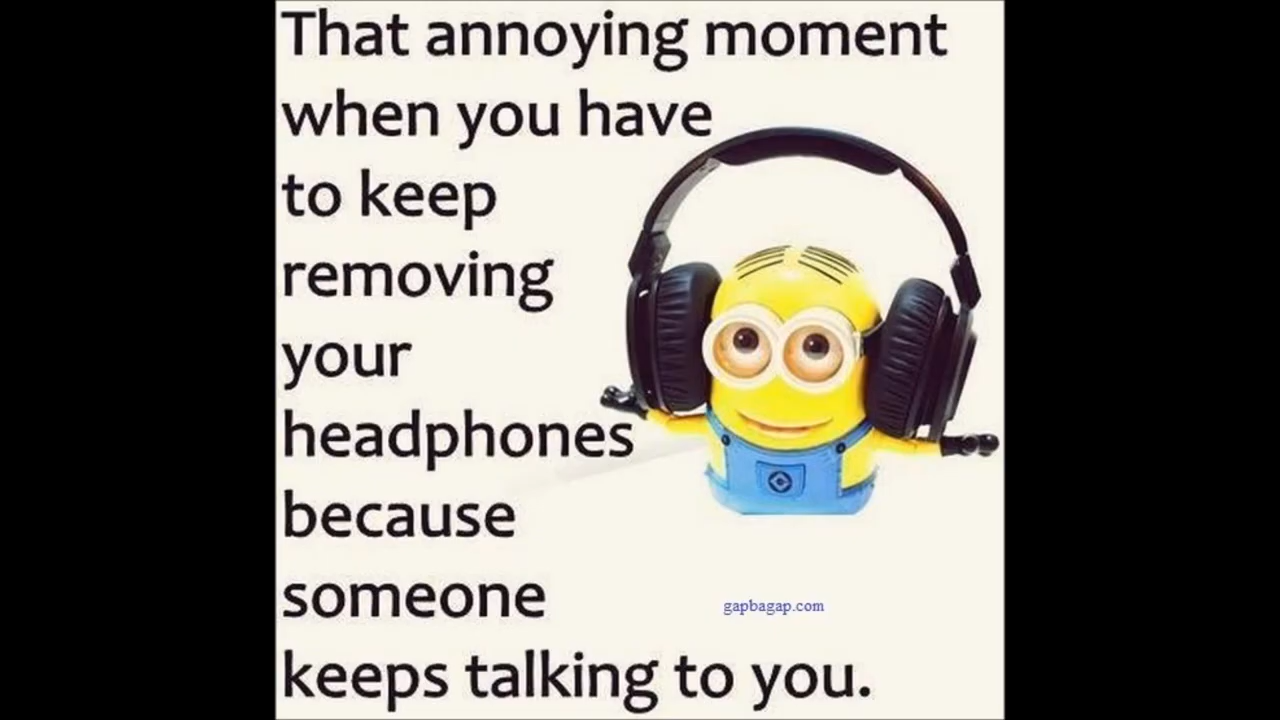 That annoying moment
when you have
to keep
removing
your
headphones
because
someone
gapbagap.com
keeps talking to you.